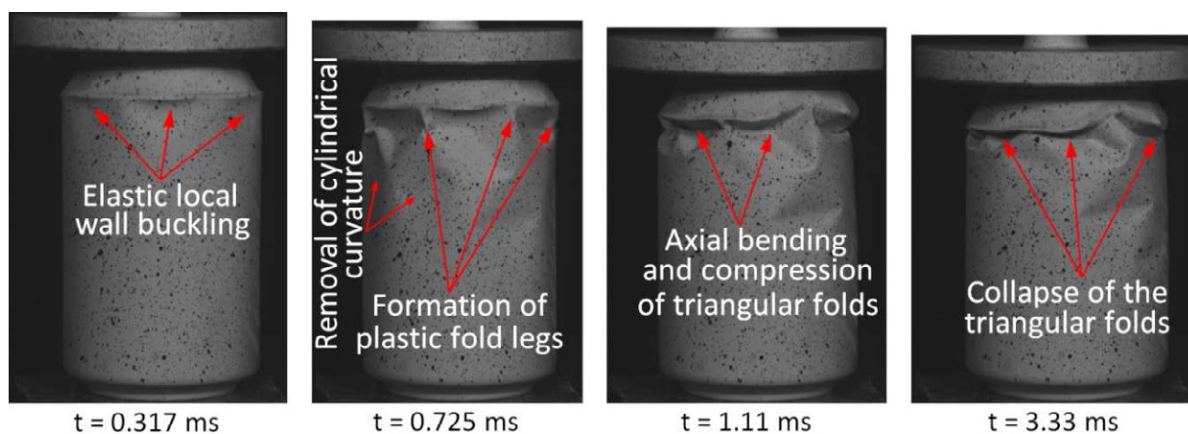 Elastic local
wall buckling
Removal of cylindrical
curvature
Formation of
plastic fold legs
Axial bending
and compression
of triangular folds
Collapse of the
triangular folds
t = 0.317 ms
t = 0.725 ms
t = 1.11 ms
t = 3.33 ms